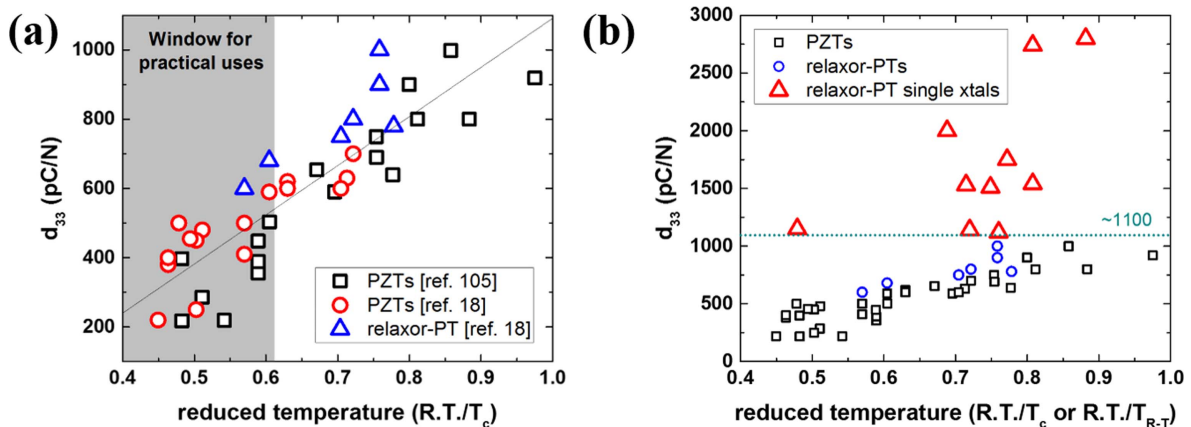 (a)
Window for
practical uses
1000
800
600
400
200
d33 (pC/N)
PZTs [ref. 105]
PZTs [ref. 18]
relaxor-PT [ref. 18]
0.4 0.5 0.6 0.7 0.8 0.9 1.0
reduced temperature (R.T./Tc)
(b)
3000
2500
2000
1500
1000
500
0
d33 (pC/N)
PZTs
relaxor-PTs
relaxor-PT single xtals
~1100
0.4 0.5 0.6 0.7 0.8 0.9 1.0
reduced temperature (R.T./Tc or R.T./TR-T)